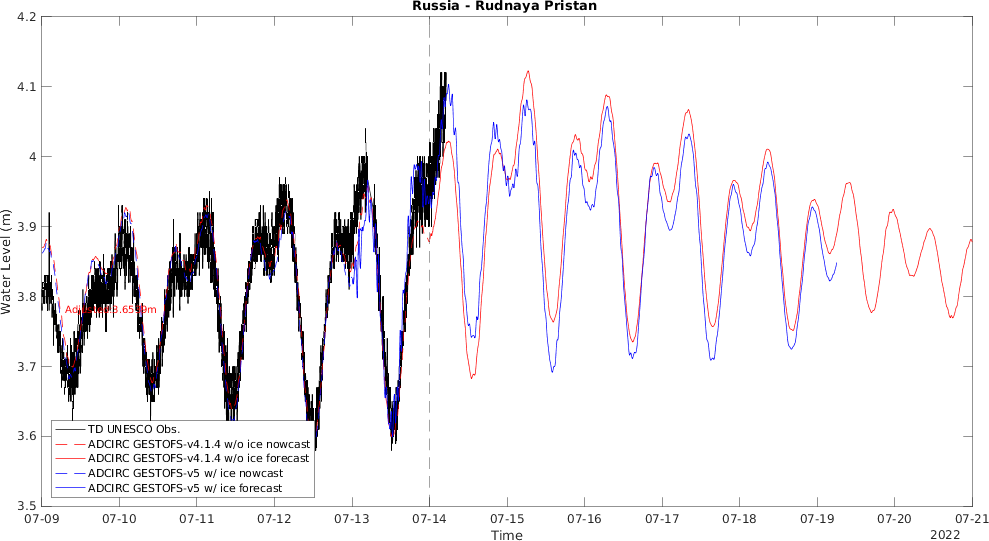 Russia - Rudnaya Pristan
4.2
4.1
4
3.9
3.8
3.7
3.6
3.5
Water Level (m)
TD UNESCO Obs.
ADCIRC GESTOFS-v4.1.4 w/o ice nowcast
ADCIRC GESTOFS-v4.1.4 w/o ice forecast
ADCIRC GESTOFS-v5 w/ ice nowcast
ADCIRC GESTOFS-v5 w/ ice forecast
07-09 07-10 07-11 07-12 07-13 07-14 07-15 07-16 07-17 07-18 07-19 07-20 07-21
Time
2022